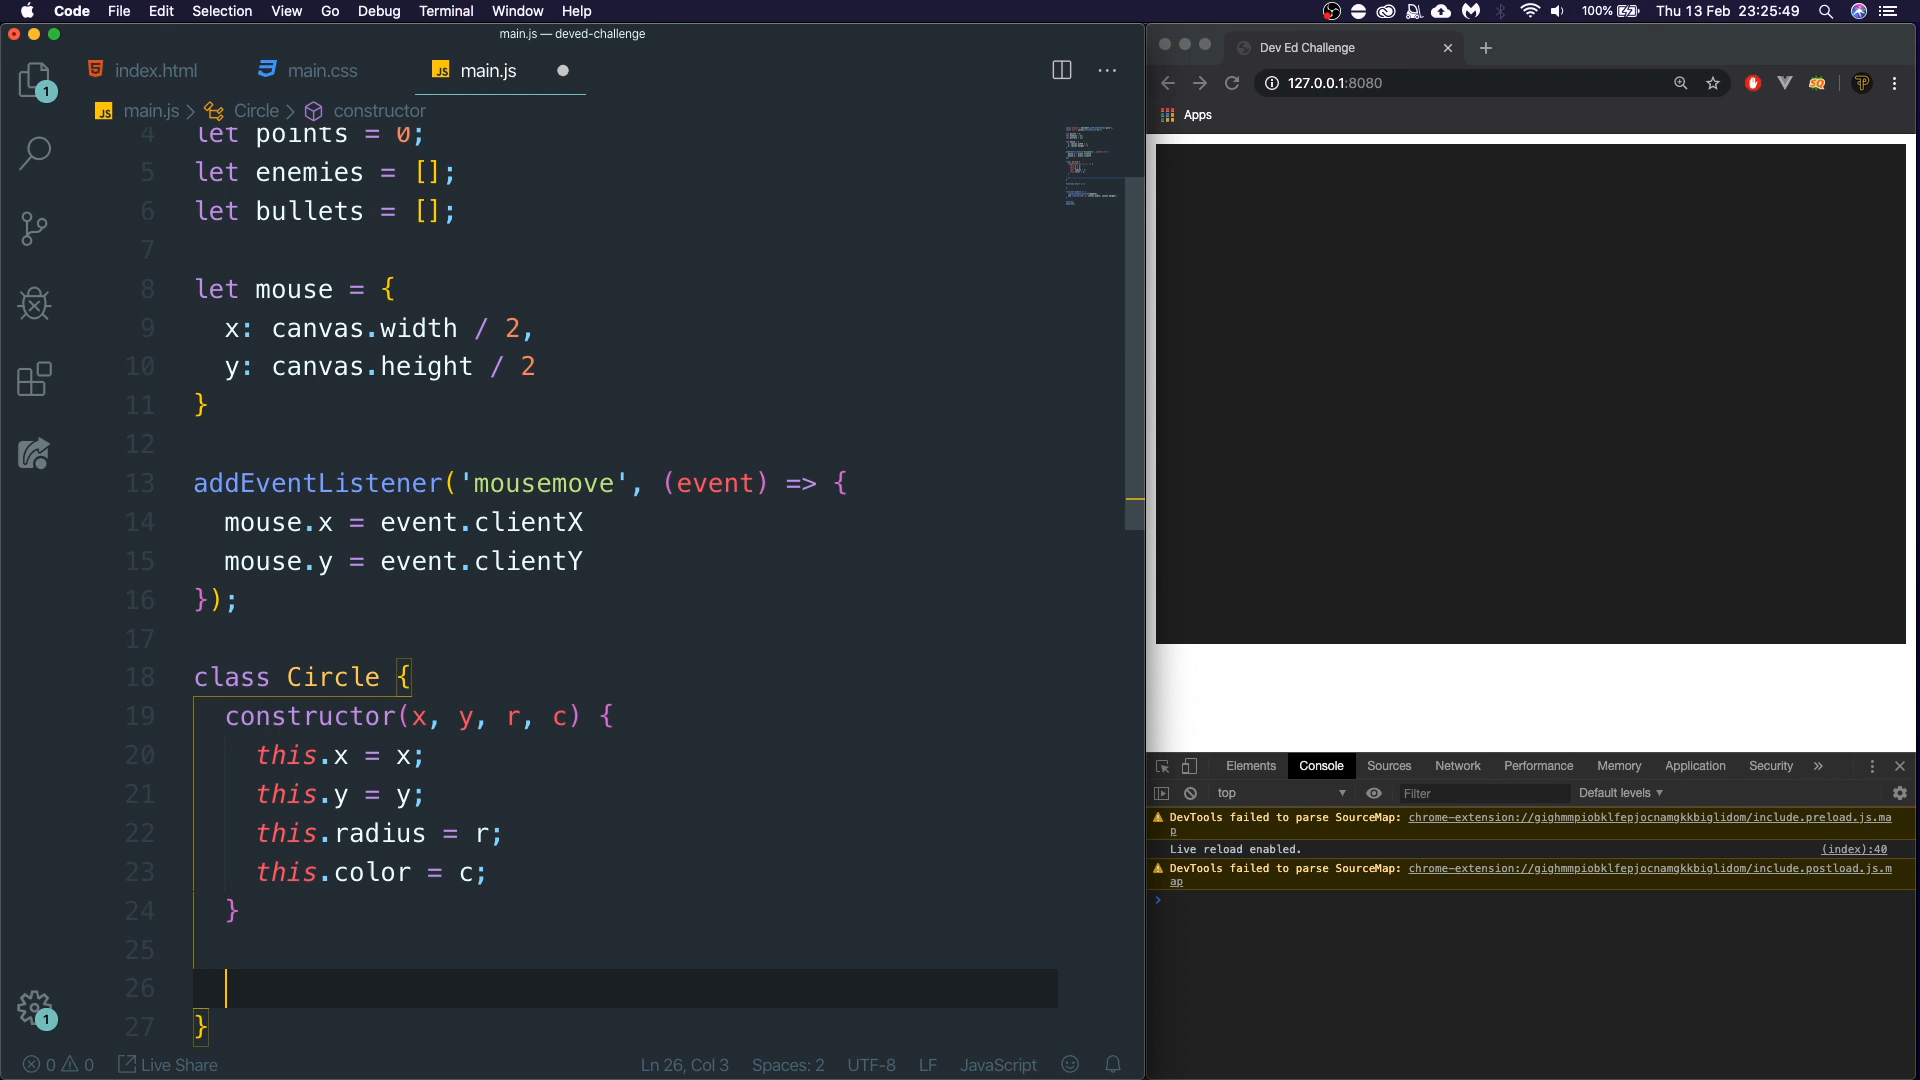 Code File Edit Selection View Go Debug Terminal Window Help 100% Thu 13 Feb 23:25:49
main.js — deved-challenge
index.html main.css JS main.js
JS main.js > Circle > constructor
4 let points = 0;
5 let enemies = [];
6 let bullets = [];
7
8 let mouse = {
9 x: canvas.width / 2,
10 y: canvas.height / 2
11 }
12
13 addEventListener('mousemove', (event) => {
14 mouse.x = event.clientX
15 mouse.y = event.clientY
16 });
17
18 class Circle {
19 constructor(x, y, r, c) {
20 this.x = x;
21 this.y = y;
22 this.radius = r;
23 this.color = c;
24 }
25
26
27 }
1
1
0 0 Live Share Ln 26, Col 3 Spaces: 2 UTF-8 LF JavaScript
Dev Ed Challenge
127.0.0.1:8080
Apps
Elements Console Sources Network Performance Memory Application Security »
top Filter Default levels
DevTools failed to parse SourceMap: chrome-extension://gighmmpiobklfepjocnamgkkbiglidom/include.preload.js.ma
p
Live reload enabled. (index):40
DevTools failed to parse SourceMap: chrome-extension://gighmmpiobklfepjocnamgkkbiglidom/include.postload.js.m
ap
>